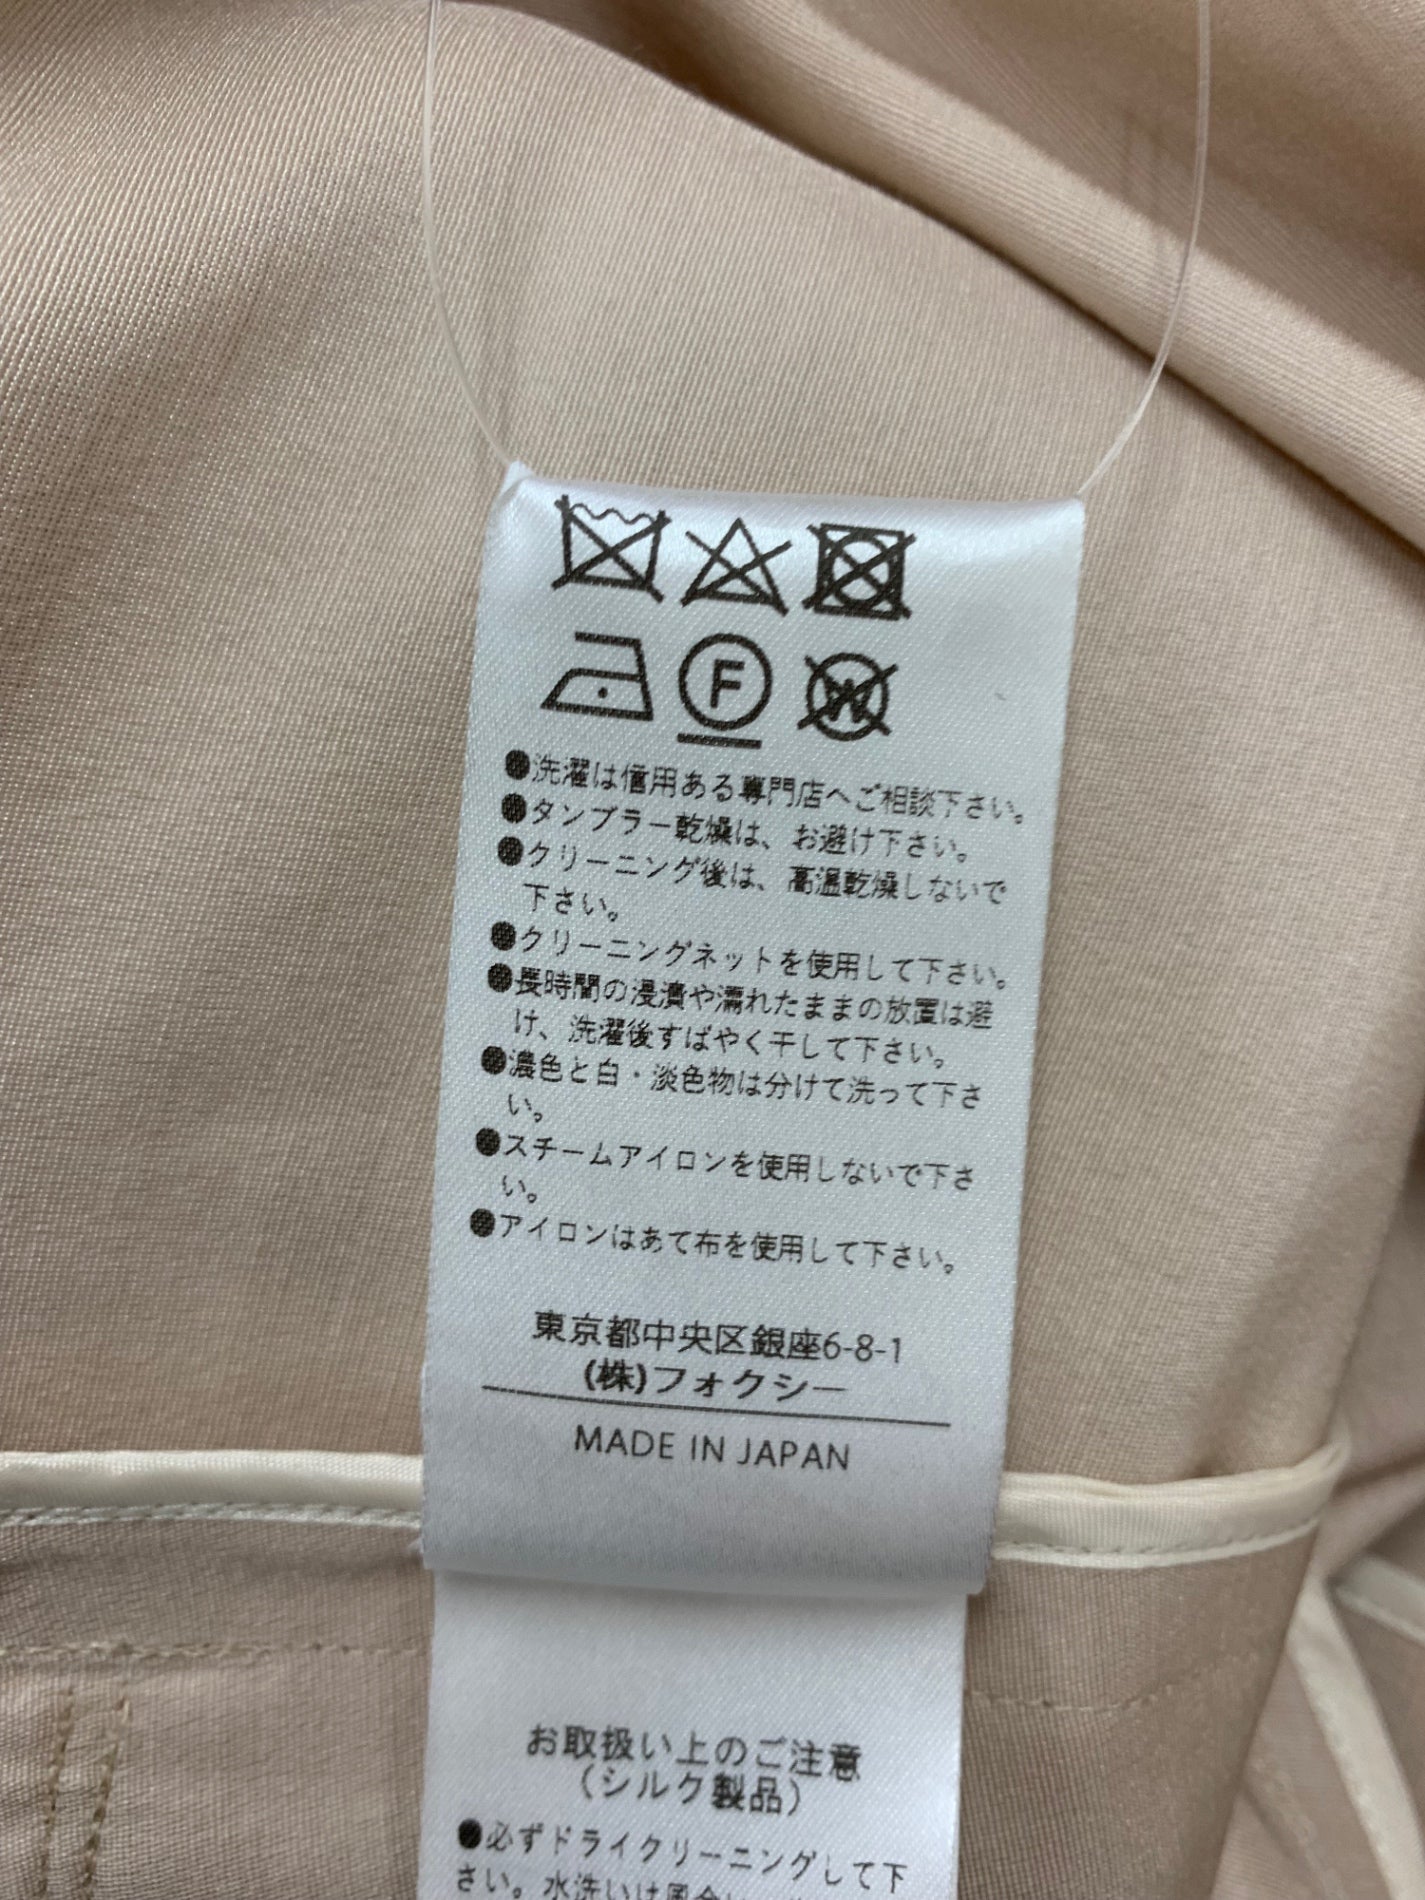 F W
●洗濯は信用ある専門店へご相談下さい。
●タンブラー乾燥は、お避け下さい。
●クリーニング後は、高温乾燥しないで
下さい。
●クリーニングネットを使用して下さい。
●長時間の浸漬や濡れたままの放置は避
け、洗濯後すばやく干して下さい。
●濃色と白・淡色物は分けて洗って下さ
い。
●スチームアイロンを使用しないで下さ
い。
●アイロンはあて布を使用して下さい。
東京都中央区銀座6-8-1
(株)フォクシー
MADE IN JAPAN
お取扱い上のご注意
（シルク製品）
●必ずドライクリーニングして下
さい。水洗いは風合い